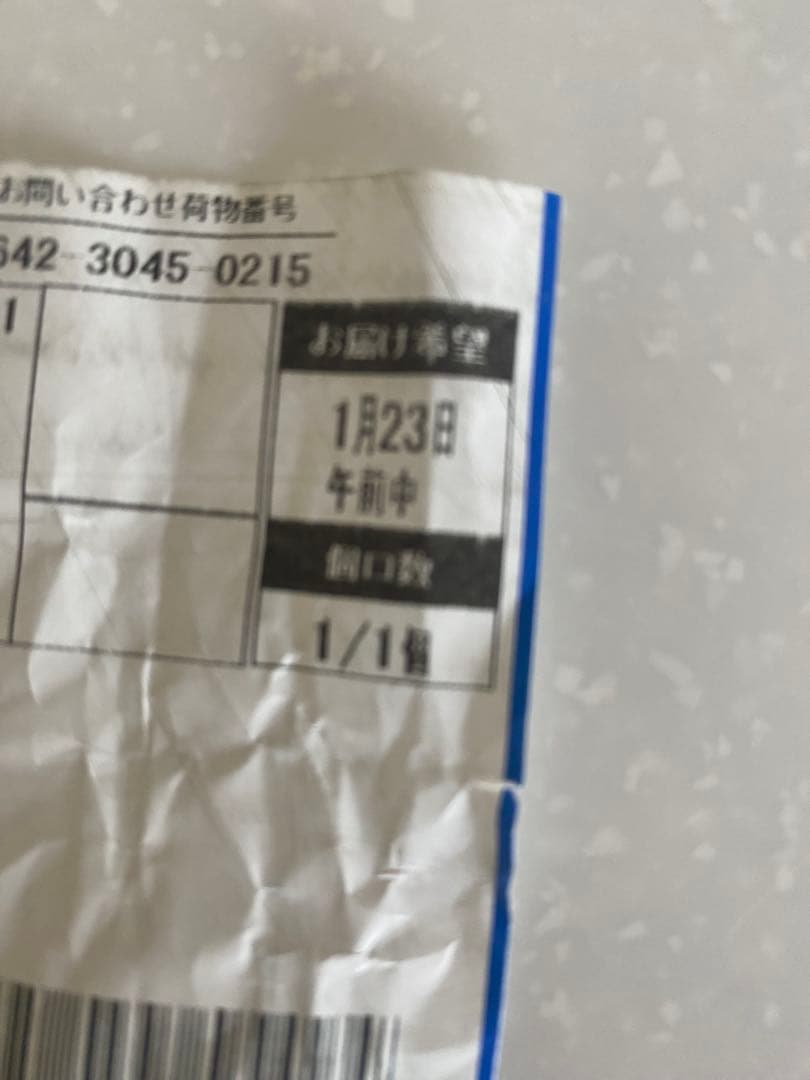 お問い合わせ荷物番号
642-3045-0215
1
お届け希望
1月23日
午前中
個口数
1/1個